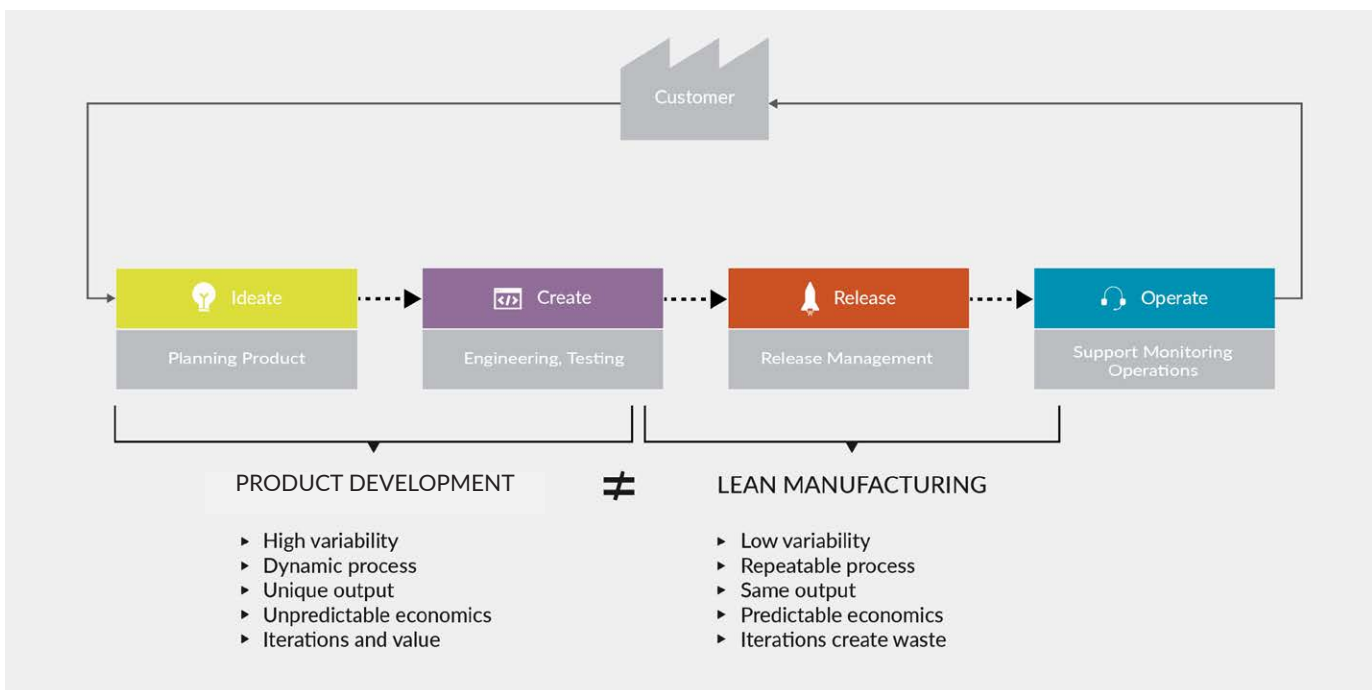 Customer
Ideate
Create
Release
Operate
Planning Product
Engineering, Testing
Release Management
Support Monitoring
Operations
PRODUCT DEVELOPMENT
≠
LEAN MANUFACTURING
▸ High variability
▸ Dynamic process
▸ Unique output
▸ Unpredictable economics
▸ Iterations and value
▸ Low variability
▸ Repeatable process
▸ Same output
▸ Predictable economics
▸ Iterations create waste